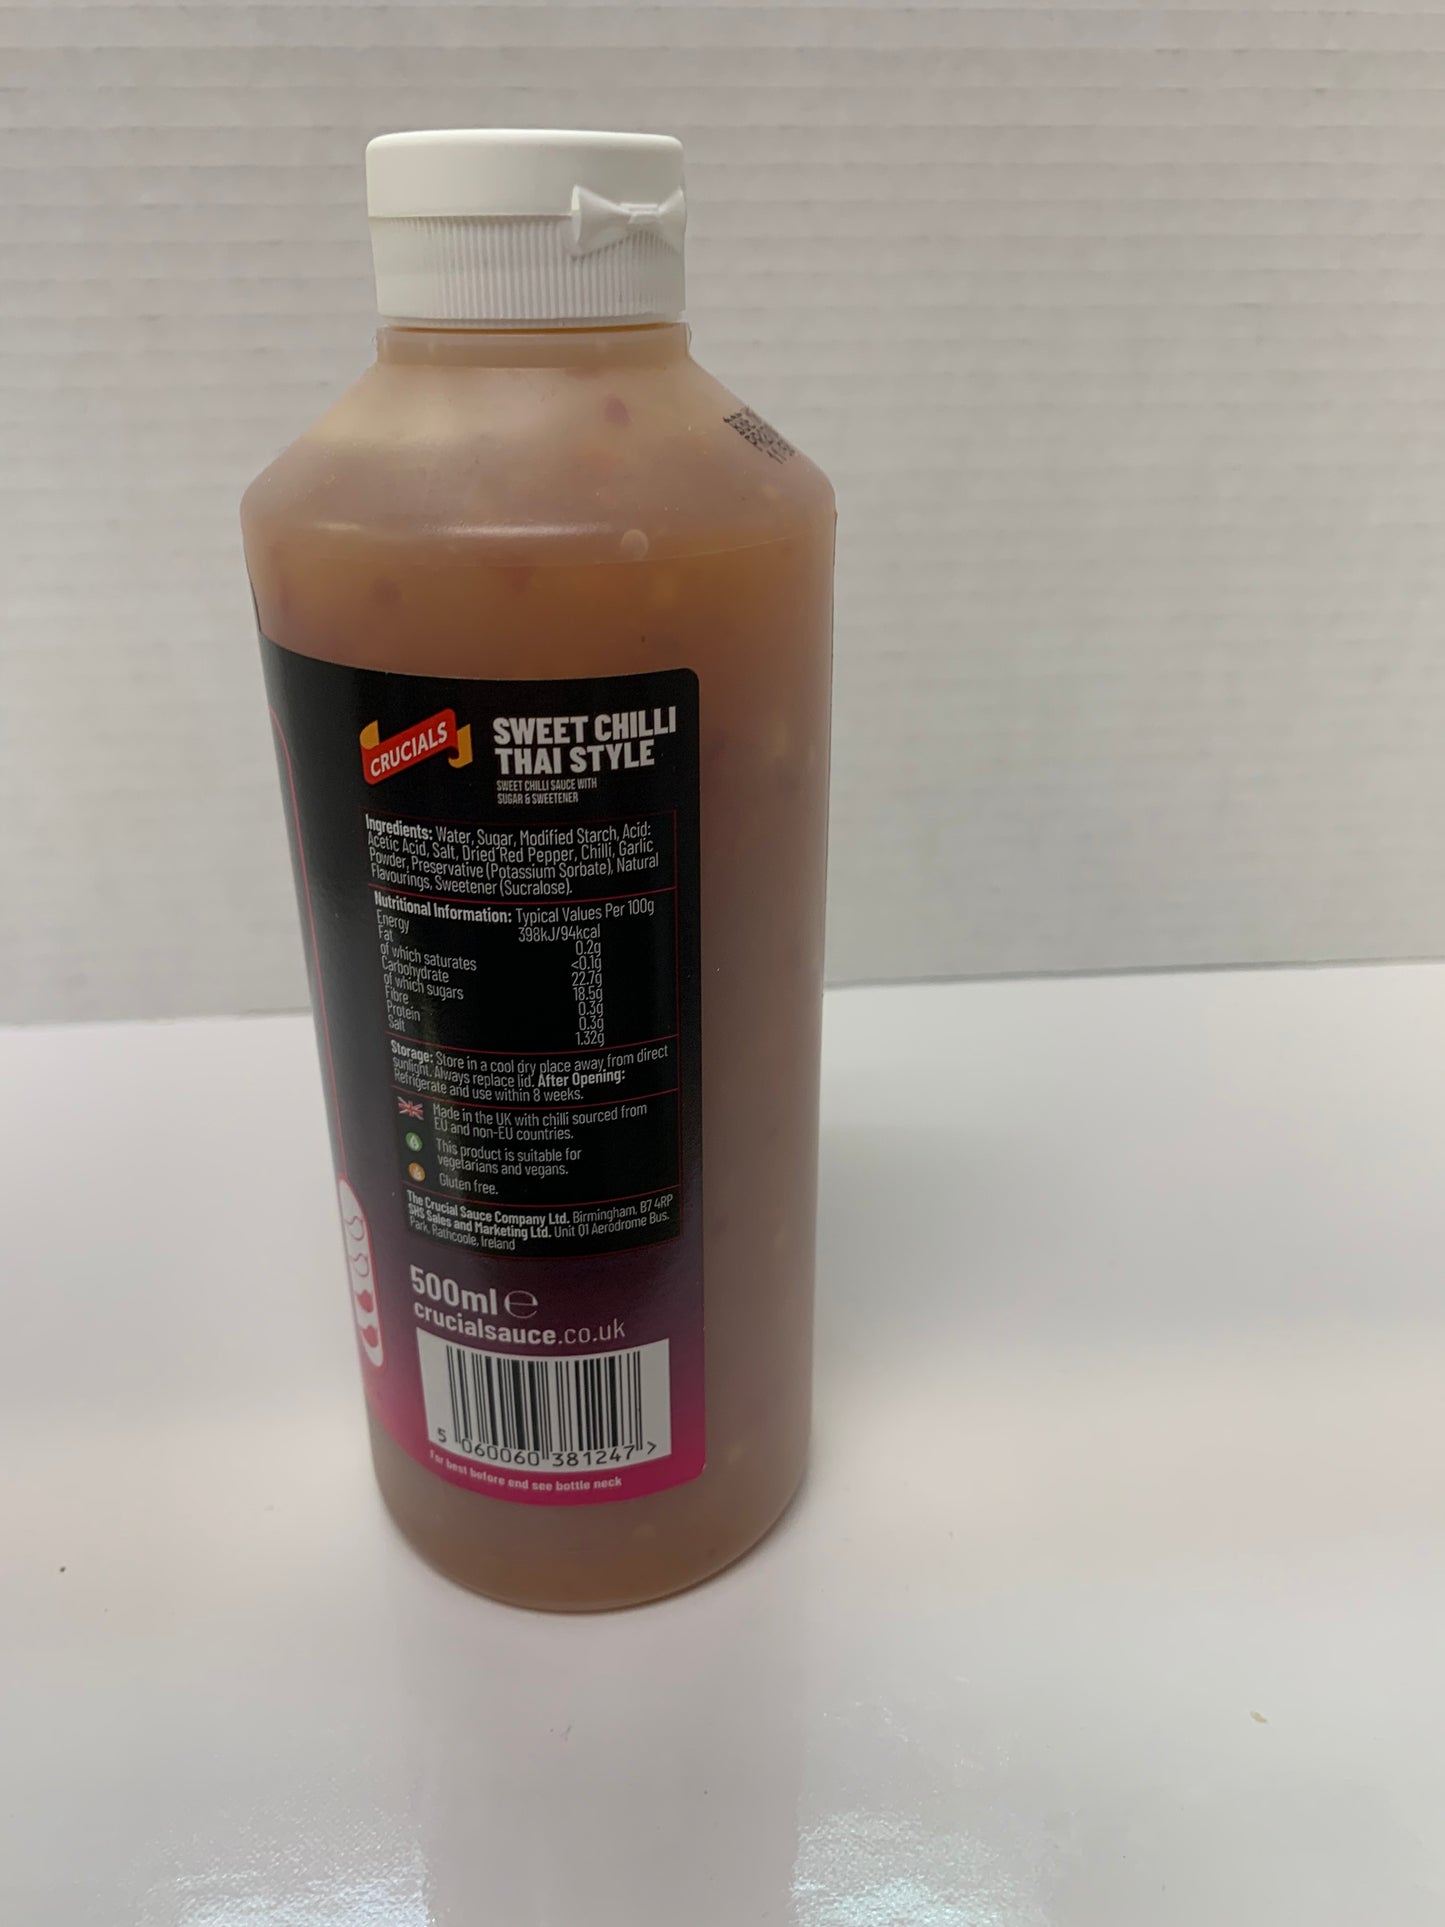 CRUCIALS
SWEET CHILLI
THAI STYLE
SWEET CHILLI SAUCE WITH
SUGAR & SWEETENER
Ingredients: Water, Sugar, Modified Starch, Acid:
Acetic Acid, Salt, Dried Red Pepper, Chilli, Garlic
Powder, Preservative (Potassium Sorbate), Natural
Flavourings, Sweetener (Sucralose).
Nutritional Information: Typical Values Per 100g
Energy 398kJ/94kcal
Fat 0.2g
of which saturates <0.1g
Carbohydrate 22.7g
of which sugars 18.5g
Fibre 0.3g
Protein 0.3g
Salt 1.32g
Storage: Store in a cool dry place away from direct
sunlight. Always replace lid. After Opening:
Refrigerate and use within 8 weeks.
Made in the UK with chilli sourced from
EU and non-EU countries.
This product is suitable for
vegetarians and vegans.
Gluten free.
The Crucial Sauce Company Ltd. Birmingham, B7 4RP
SHS Sales and Marketing Ltd. Unit Q1 Aerodrome Bus.
Park, Rathcoole, Ireland
500ml e
crucialsauce.co.uk
5 060060 381247 >
For best before end see bottle neck